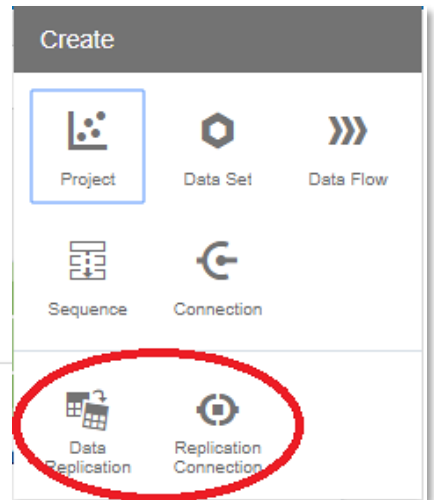 Create
Project
Data Set
Data Flow
Sequence
Connection
Data
Replication
Replication
Connection